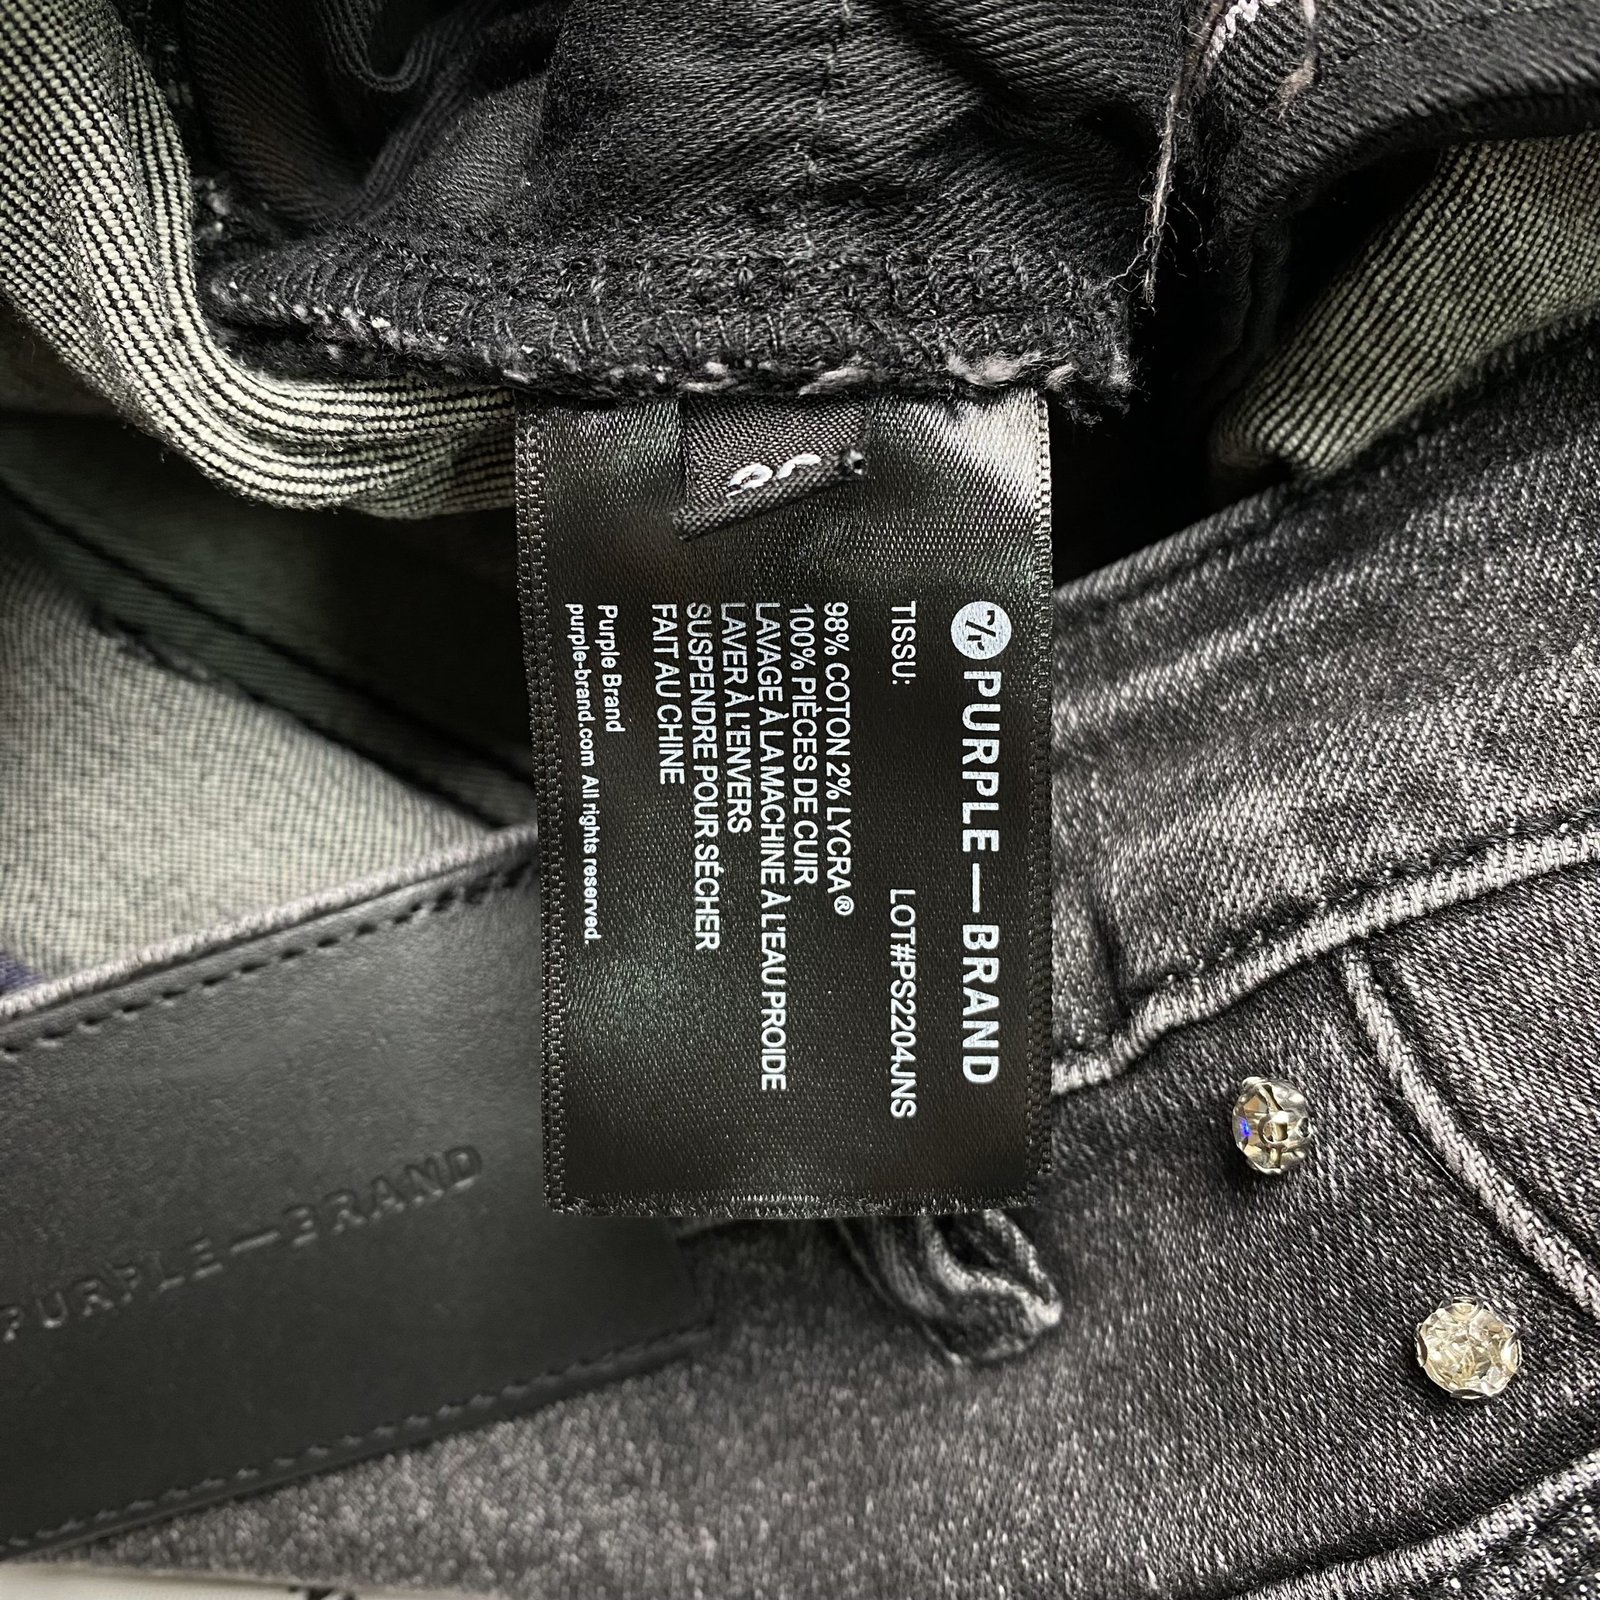 PURPLE—BRAND
TISSU: LOT#PS2204JNS
98% COTON 2% LYCRA®
100% PIÈCES DE CUIR
LAVAGE À LA MACHINE À L'EAU PROIDE
LAVER À L'ENVERS
SUSPENDRE POUR SÉCHER
FAIT AU CHINE
Purple Brand
purple-brand.com All rights reserved.
PURPLE—BRAND